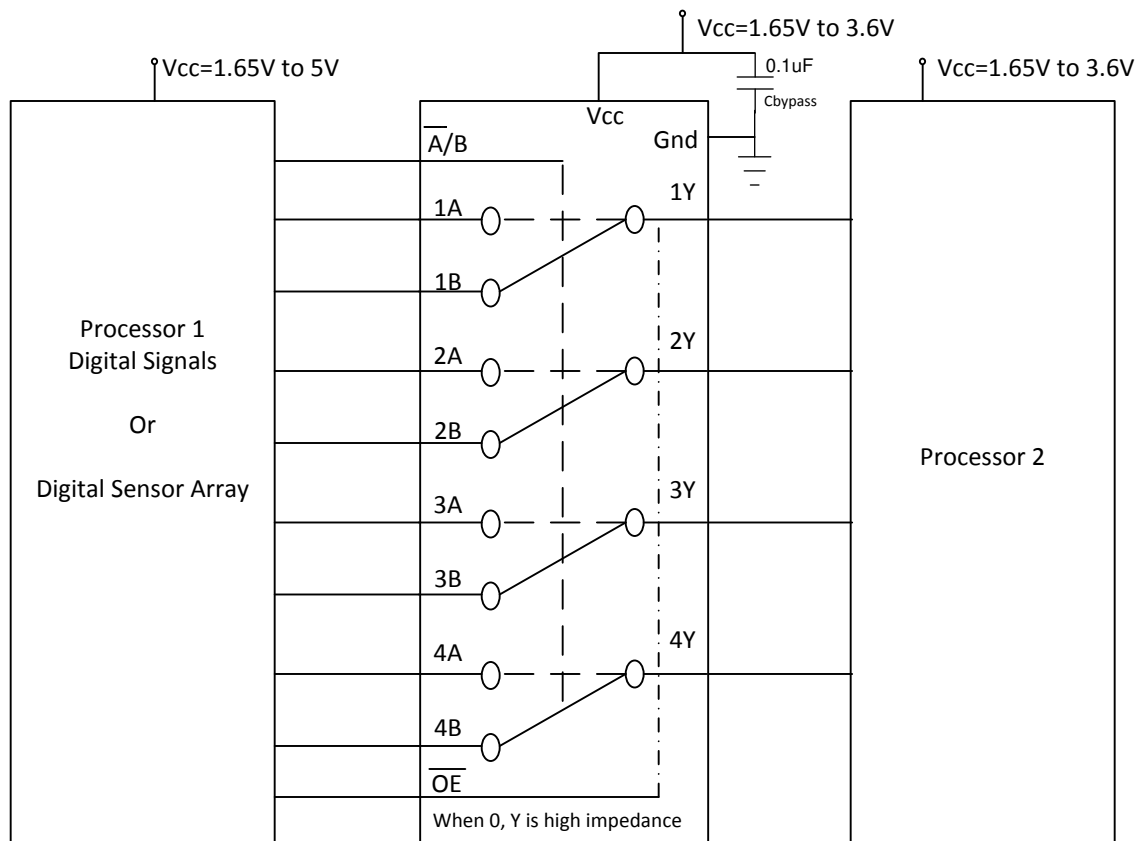 Vcc=1.65V to 3.6V
Vcc=1.65V to 5V
0.1uF
Vcc=1.65V to 3.6V
Cbypass
Vcc
A/B
Gnd
1A
1Y
1B
Processor 1
Digital Signals
Or
Digital Sensor Array
2A
2Y
2B
Processor 2
3A
3Y
3B
4A
4Y
4B
OE
When 0, Y is high impedance